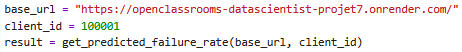 base_url = "https://openclassrooms-datascientist-projet7.onrender.com/"
client_id = 100001
result = get_predicted_failure_rate(base_url, client_id)